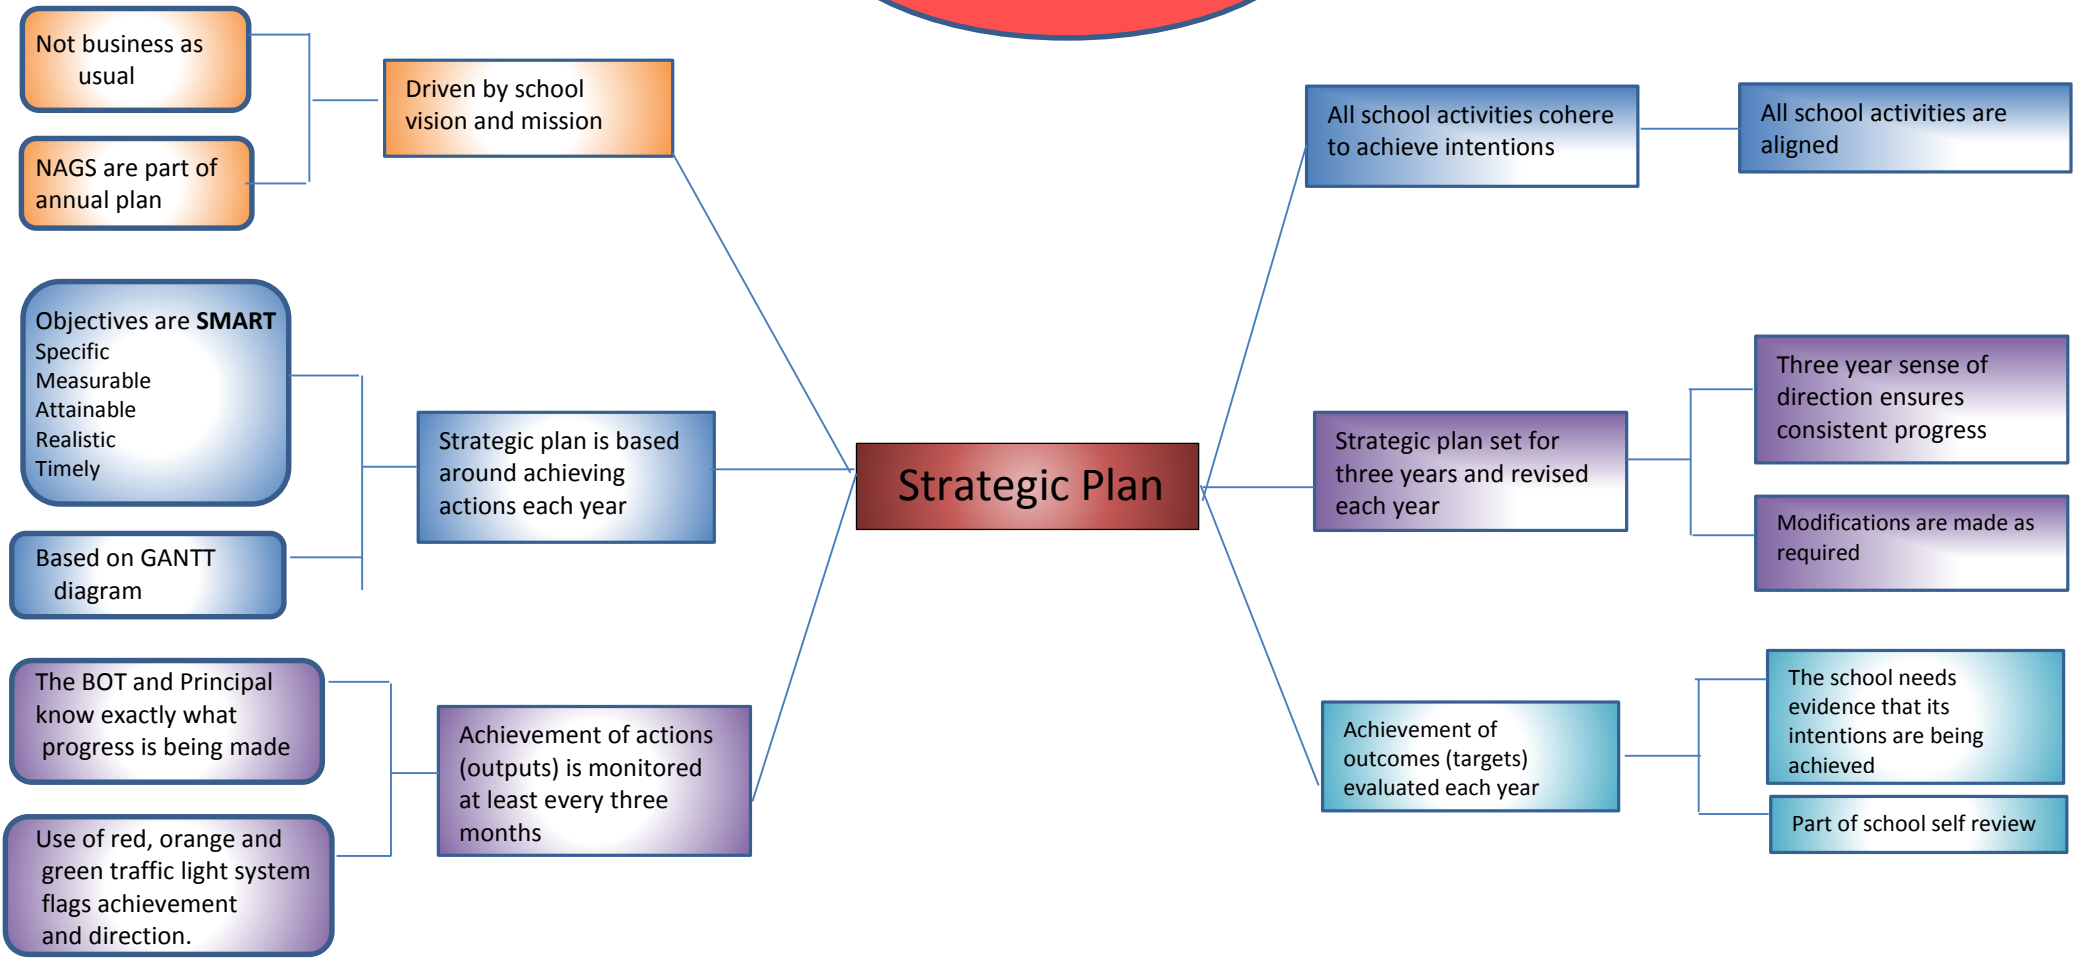 Not business as
usual
NAGS are part of
annual plan
Driven by school
vision and mission
Objectives are SMART
Specific
Measurable
Attainable
Realistic
Timely
Based on GANTT
diagram
Strategic plan is based
around achieving
actions each year
The BOT and Principal
know exactly what
progress is being made
Use of red, orange and
green traffic light system
flags achievement
and direction.
Achievement of actions
(outputs) is monitored
at least every three
months
Strategic Plan
All school activities cohere
to achieve intentions
All school activities are
aligned
Strategic plan set for
three years and revised
each year
Three year sense of
direction ensures
consistent progress
Modifications are made as
required
Achievement of
outcomes (targets)
evaluated each year
The school needs
evidence that its
intentions are being
achieved
Part of school self review